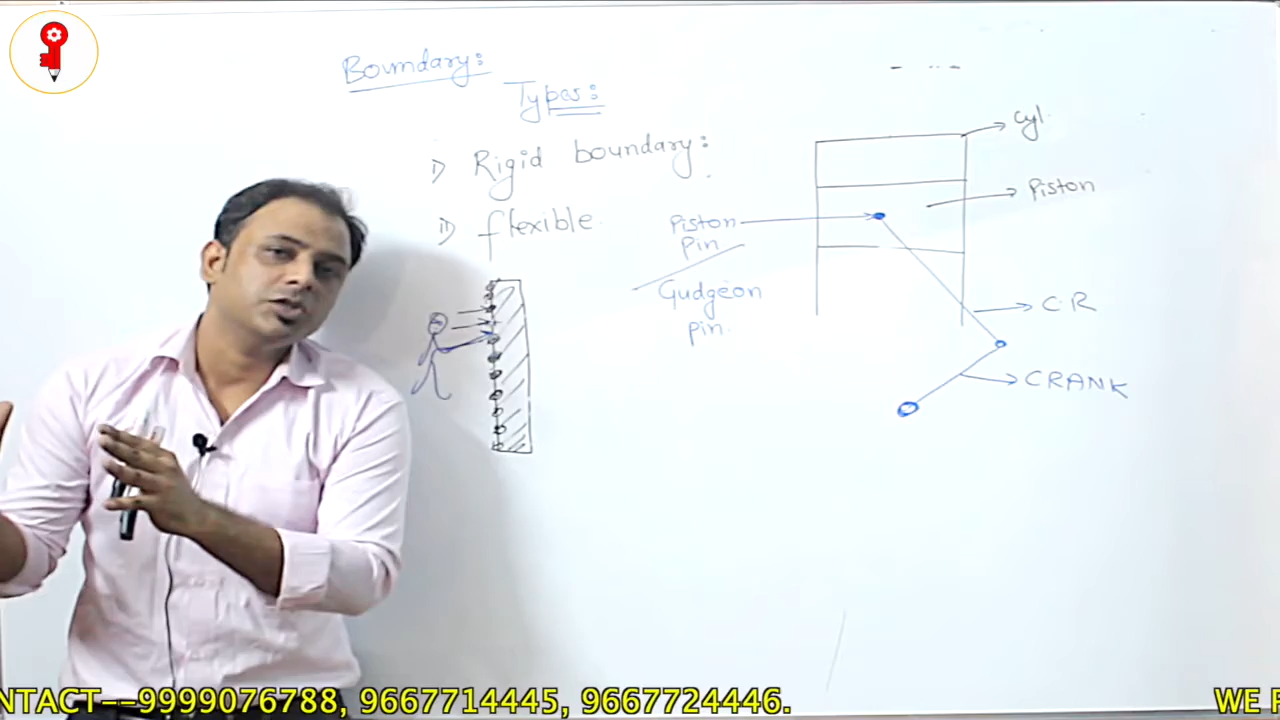 Boundary:
Types:
i) Rigid boundary:
ii) flexible
Cyl.
Piston
Piston
pin
Gudgeon
pin.
C.R
CRANK
NTACT--9999076788, 9667714445, 9667724446.
WE P